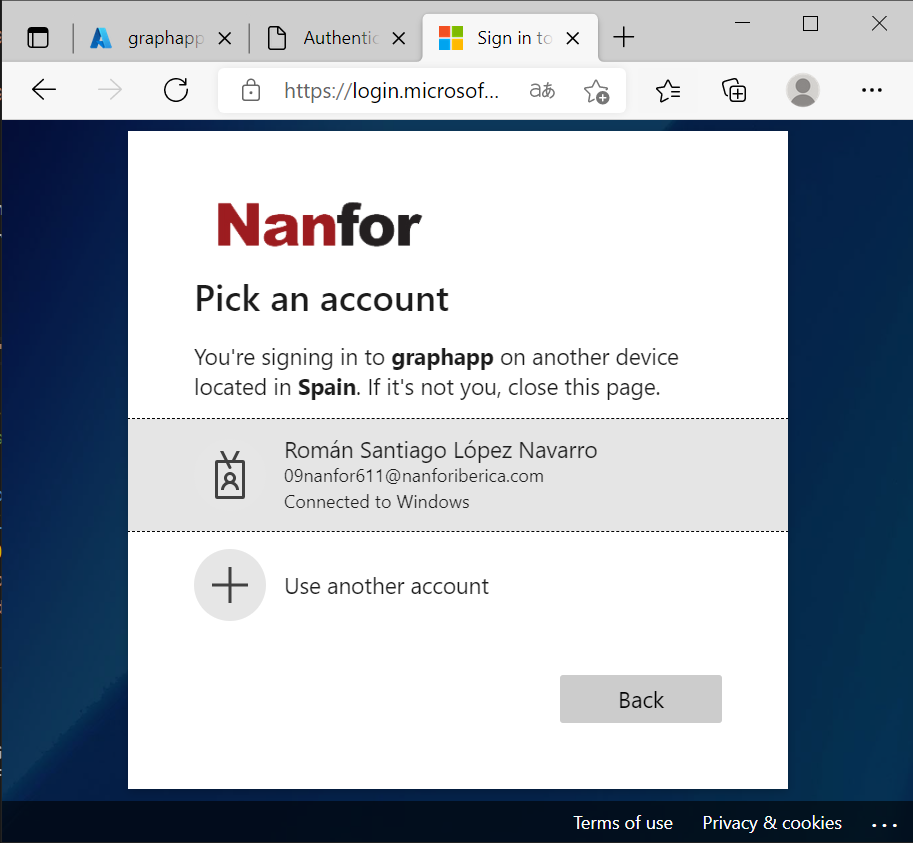 graphapp
Authentic
Sign in to
https://login.microsof...
aあ
Nanfor
Pick an account
You're signing in to graphapp on another device
located in Spain. If it's not you, close this page.
Román Santiago López Navarro
09nanfor611@nanforiberica.com
Connected to Windows
Use another account
Back
Terms of use
Privacy & cookies